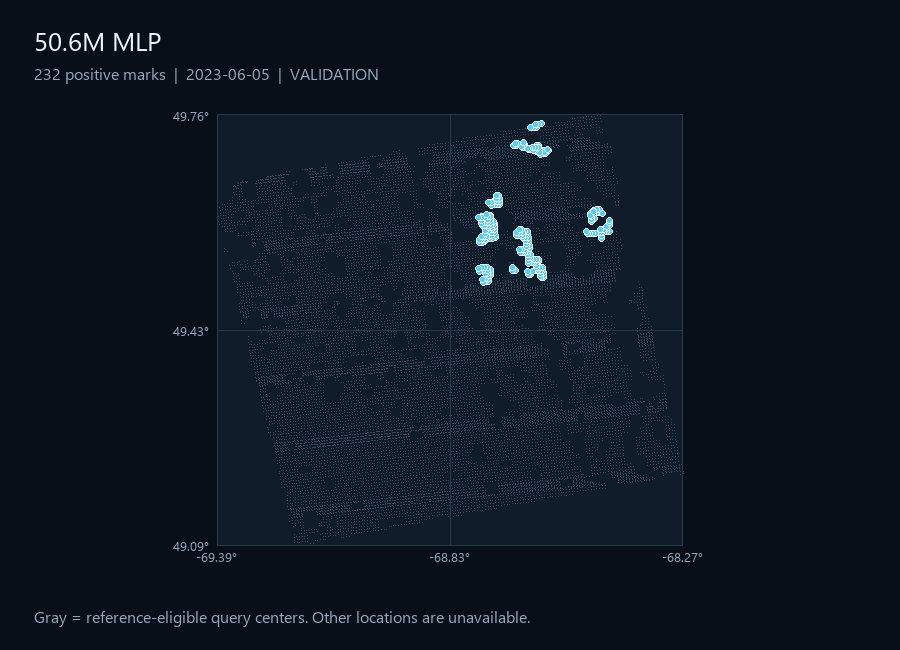 50.6M MLP
232 positive marks | 2023-06-05 | VALIDATION
49.76°
49.43°
49.09°
-69.39°
-68.83°
-68.27°
Gray = reference-eligible query centers. Other locations are unavailable.